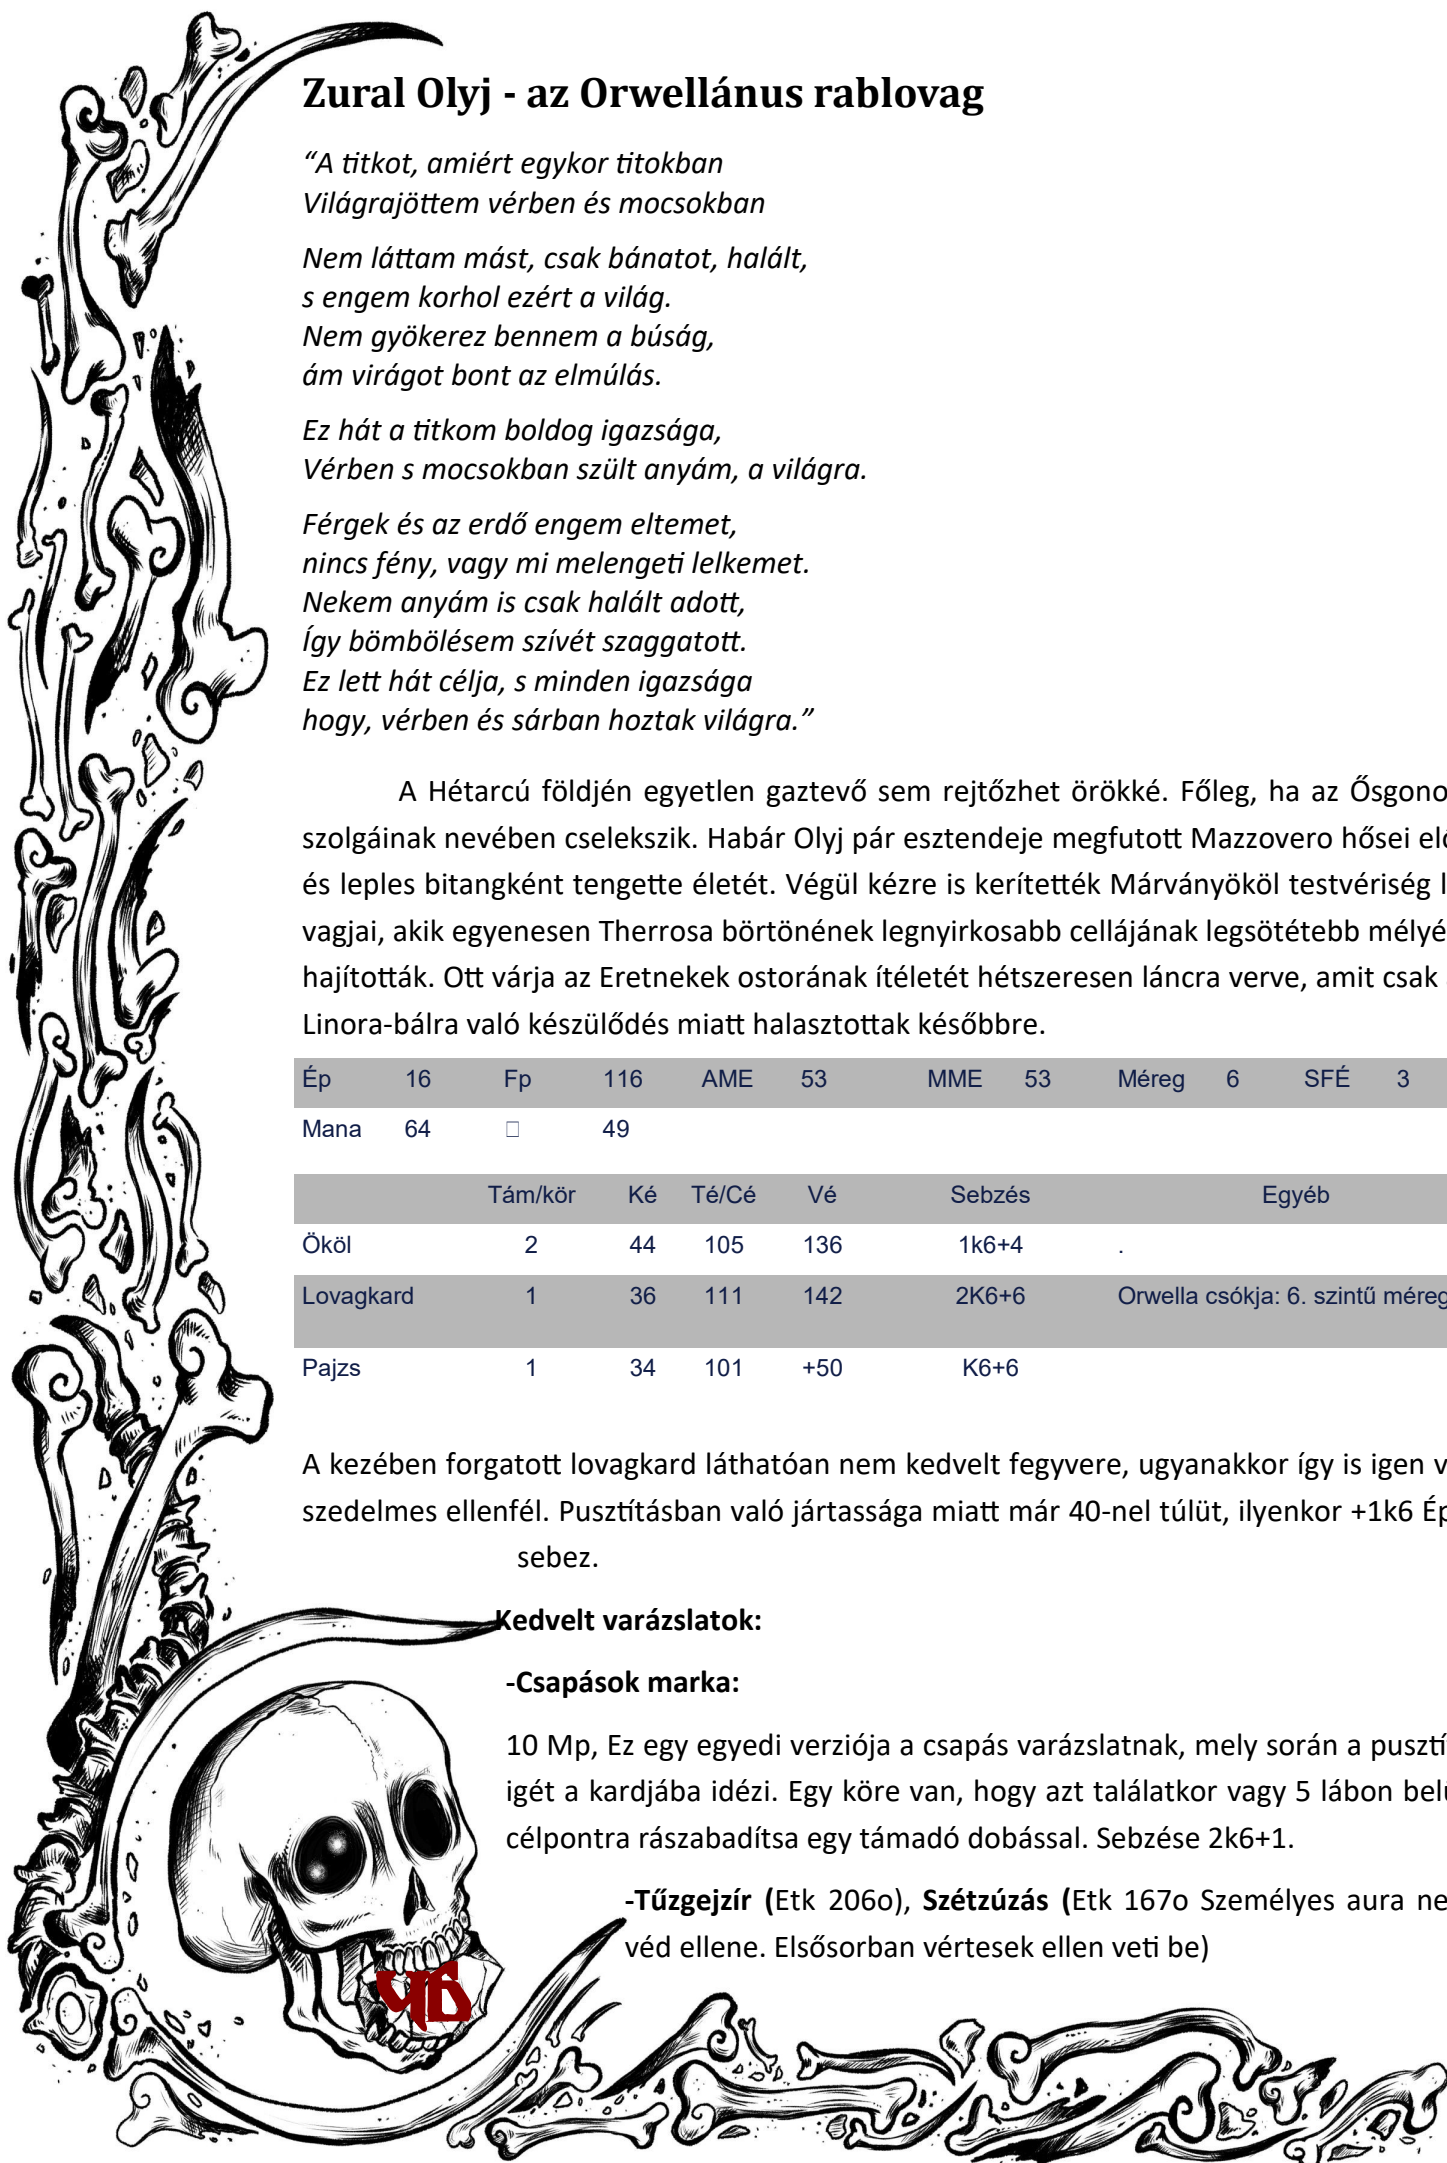 Zural Olyj - az Orwellánus rablovag
“A titkot, amiért egykor titokban
Világrajöttem vérben és mocsokban
Nem láttam mást, csak bánatot, halált,
s engem korhol ezért a világ.
Nem gyökerez bennem a búság,
ám virágot bont az elmúlás.
Ez hát a titkom boldog igazsága,
Vérben s mocsokban szült anyám, a világra.
Férgek és az erdő engem eltemet,
nincs fény, vagy mi melengeti lelkemet.
Nekem anyám is csak halált adott,
Így bömbölésem szívét szaggatott.
Ez lett hát célja, s minden igazsága
hogy, vérben és sárban hoztak világra.”
A Hétarcú földjén egyetlen gaztevő sem rejtőzhet örökké. Főleg, ha az Ősgono
szolgáinak nevében cselekszik. Habár Olyj pár esztendeje megfutott Mazzovero hősei elő
és leples bitangként tengette életét. Végül kézre is kerítették Márványököl testvériség l
vagjai, akik egyenesen Therrosa börtönének legnyirkosabb cellájának legsötétebb mélyé
hajították. Ott várja az Eretnekek ostorának ítéletét hétszeresen láncra verve, amit csak
Linora-bálra való készülődés miatt halasztottak későbbre.
Ép 16 Fp 116 AME 53 MME 53 Méreg 6 SFÉ 3
Mana 64 □ 49
Tám/kör Ké Té/Cé Vé Sebzés Egyéb
Ököl 2 44 105 136 1k6+4 .
Lovagkard 1 36 111 142 2K6+6 Orwella csókja: 6. szintű méreg
Pajzs 1 34 101 +50 K6+6
A kezében forgatott lovagkard láthatóan nem kedvelt fegyvere, ugyanakkor így is igen v
szedelmes ellenfél. Pusztításban való jártassága miatt már 40-nel túlüt, ilyenkor +1k6 Ép
sebez.
Kedvelt varázslatok:
-Csapások marka:
10 Mp, Ez egy egyedi verziója a csapás varázslatnak, mely során a pusztí
igét a kardjába idézi. Egy köre van, hogy azt találatkor vagy 5 lábon belü
célpontra rászabadítsa egy támadó dobással. Sebzése 2k6+1.
-Tűzgejzír (Etk 206o), Szétzúzás (Etk 167o Személyes aura ne
véd ellene. Elsősorban vértesek ellen veti be)